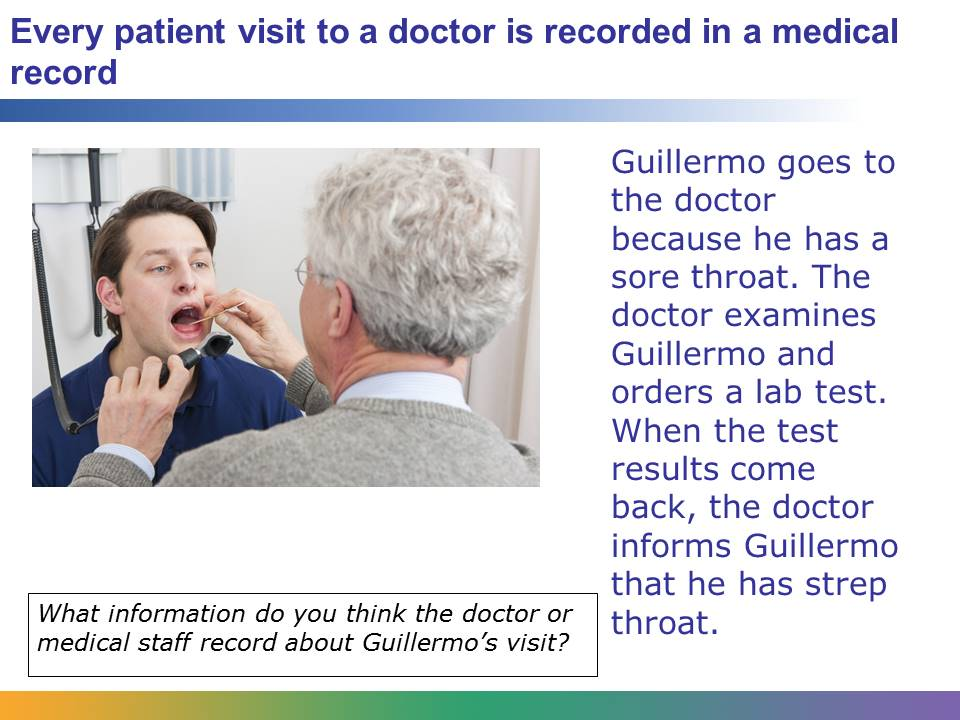 Every patient visit to a doctor is recorded in a medical
record
Guillermo goes to
the doctor
because he has a
sore throat. The
doctor examines
Guillermo and
orders a lab test.
When the test
results come
back, the doctor
informs Guillermo
that he has strep
throat.
What information do you think the doctor or
medical staff record about Guillermo’s visit?